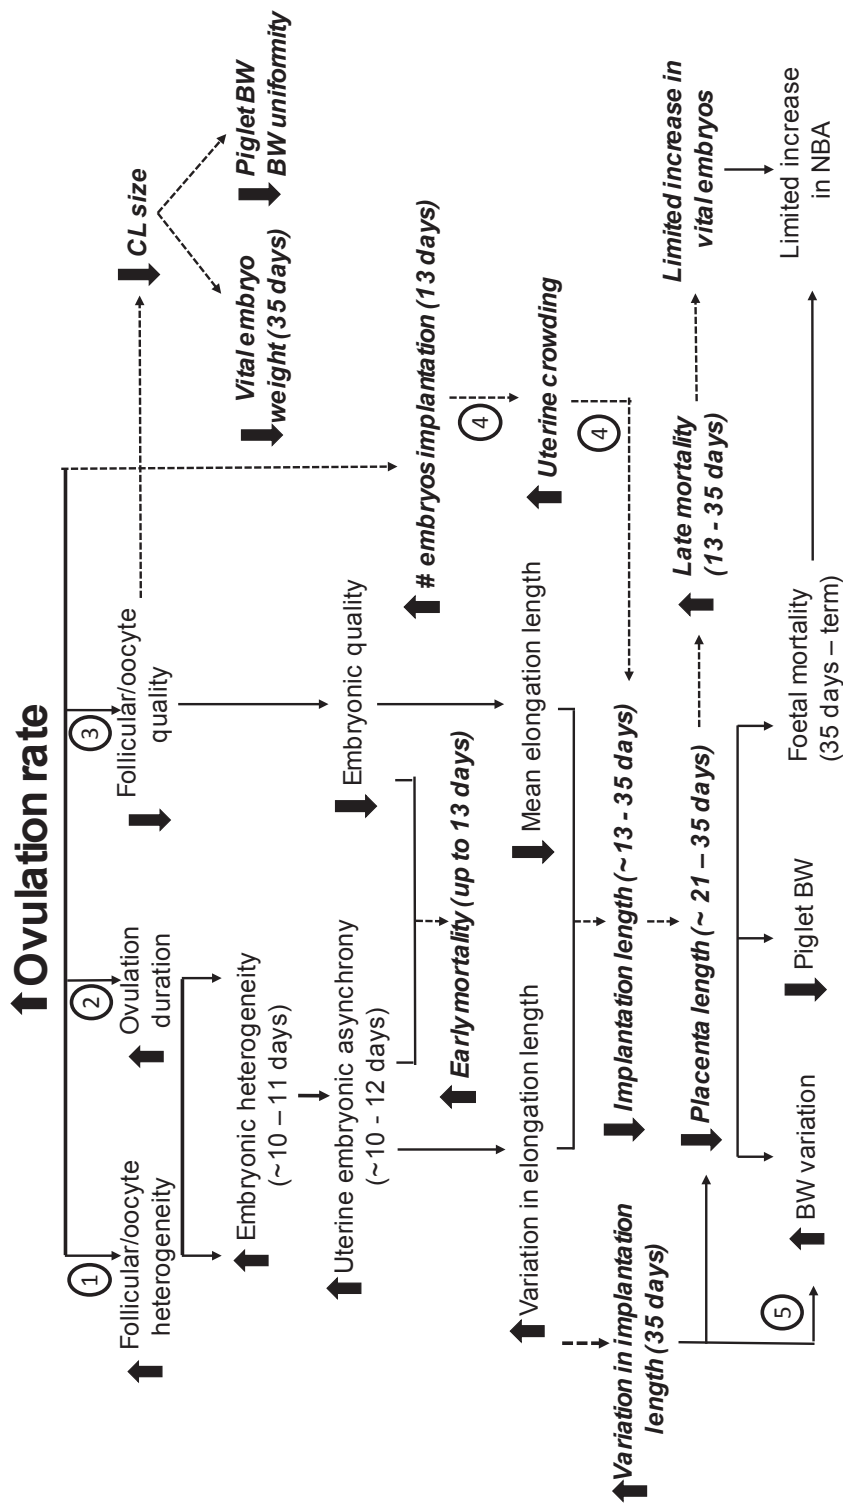 Ovulation rate
1
2
3
Follicular/oocyte
heterogeneity
Ovulation
duration
Follicular/oocyte
quality
CL size
Embryonic heterogeneity
(~10 – 11 days)
Vital embryo
weight (35 days)
Piglet BW
BW uniformity
Uterine embryonic asynchrony
(~10 - 12 days)
Embryonic quality
# embryos implantation (13 days)
Early mortality (up to 13 days)
4
Variation in elongation length
Mean elongation length
Uterine crowding
4
Variation in implantation
length (35 days)
Implantation length (~ 13 - 35 days)
Placenta length (~ 21 – 35 days)
Late mortality
(13 - 35 days)
Limited increase in
vital embryos
5
BW variation
Piglet BW
Foetal mortality
(35 days – term)
Limited increase
in NBA